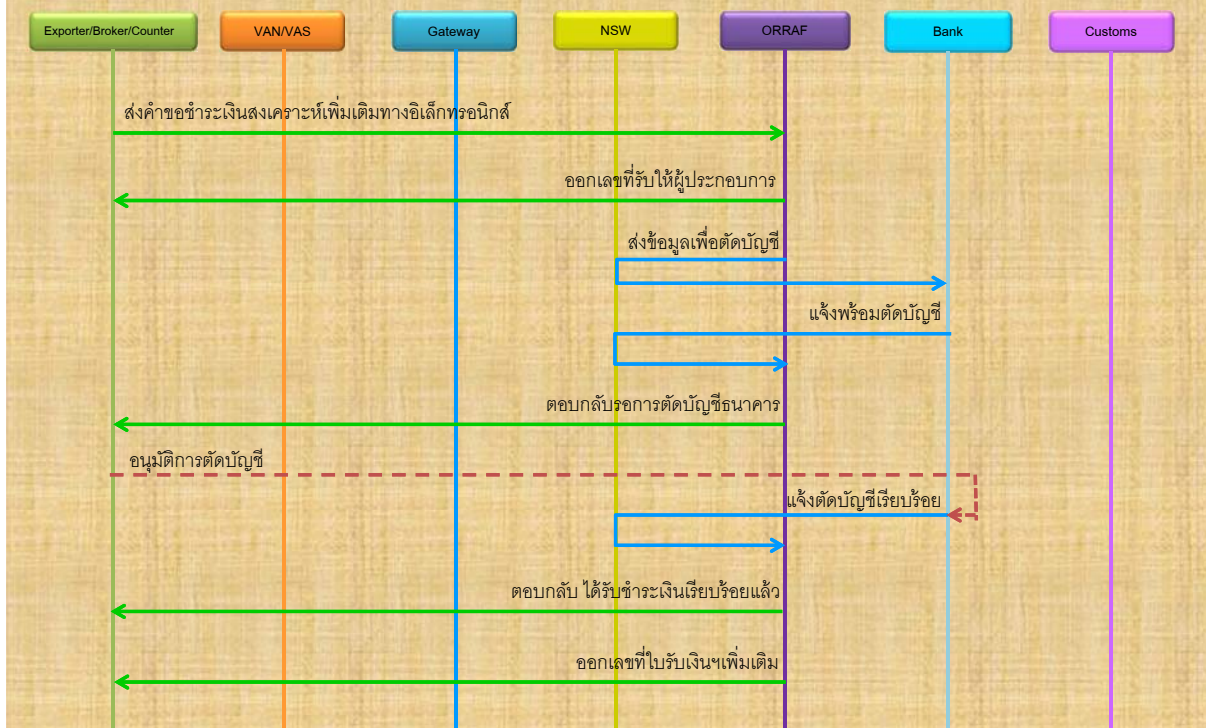 Exporter/Broker/Counter
VAN/VAS
Gateway
NSW
ORRAF
Bank
Customs
ส่งคำขอชำระเงินสงเคราะห์เพิ่มเติมทางอิเล็กทรอนิกส์
ออกเลขที่รับให้ผู้ประกอบการ
ส่งข้อมูลเพื่อตัดบัญชี
แจ้งพร้อมตัดบัญชี
ตอบกลับรอการตัดบัญชีธนาคาร
อนุมัติการตัดบัญชี
แจ้งตัดบัญชีเรียบร้อย
ตอบกลับ ได้รับชำระเงินเรียบร้อยแล้ว
ออกเลขที่ใบรับเงินฯเพิ่มเติม